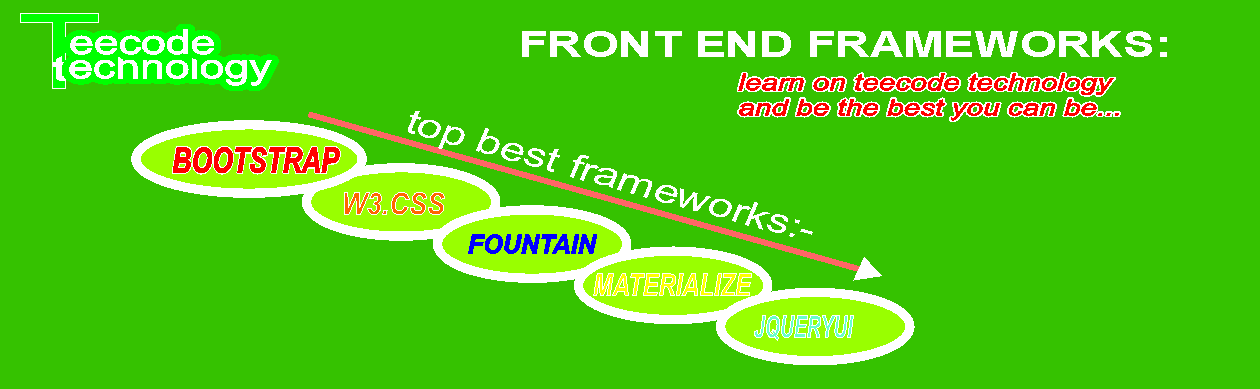 Teecode
technology
FRONT END FRAMEWORKS:
learn on teecode technology
and be the best you can be...
top best frameworks:-
BOOTSTRAP
W3.CSS
FOUNTAIN
MATERIALIZE
JQUERYUI